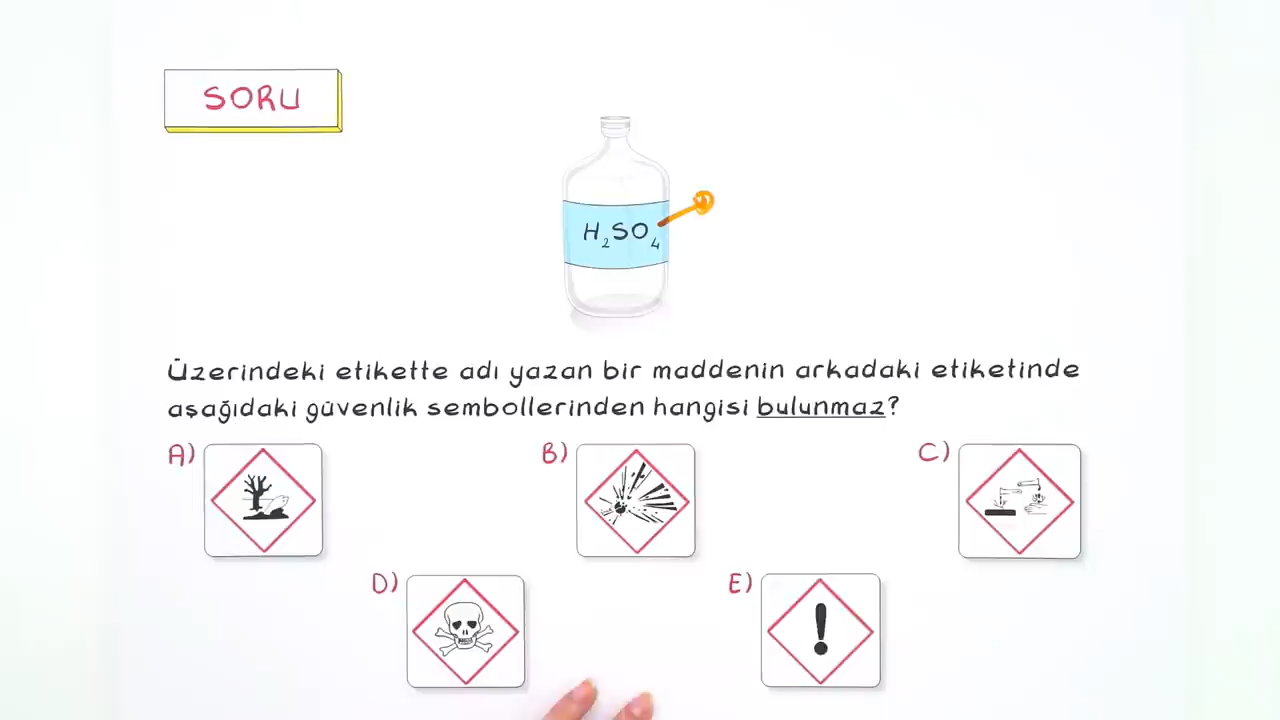 SORU
H₂SO₄
Üzerindeki etikette adı yazan bir maddenin arkadaki etiketinde
aşağıdaki güvenlik sembollerinden hangisi bulunmaz?
A)
B)
C)
D)
E)